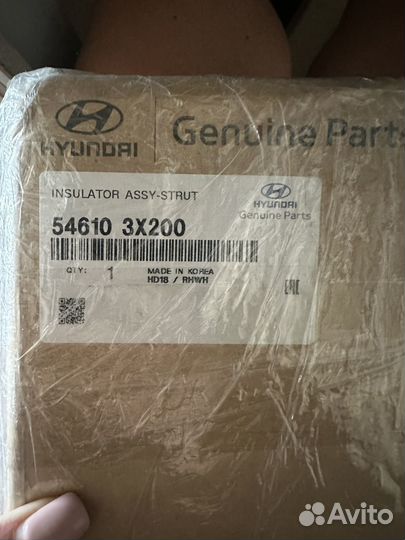 HYUNDAI
Genuine Parts
INSULATOR ASSY-STRUT
HYUNDAI
Genuine Parts
54610 3X200
QTY: 1
MADE IN KOREA
HD18 / RHWH
EAC
Avito